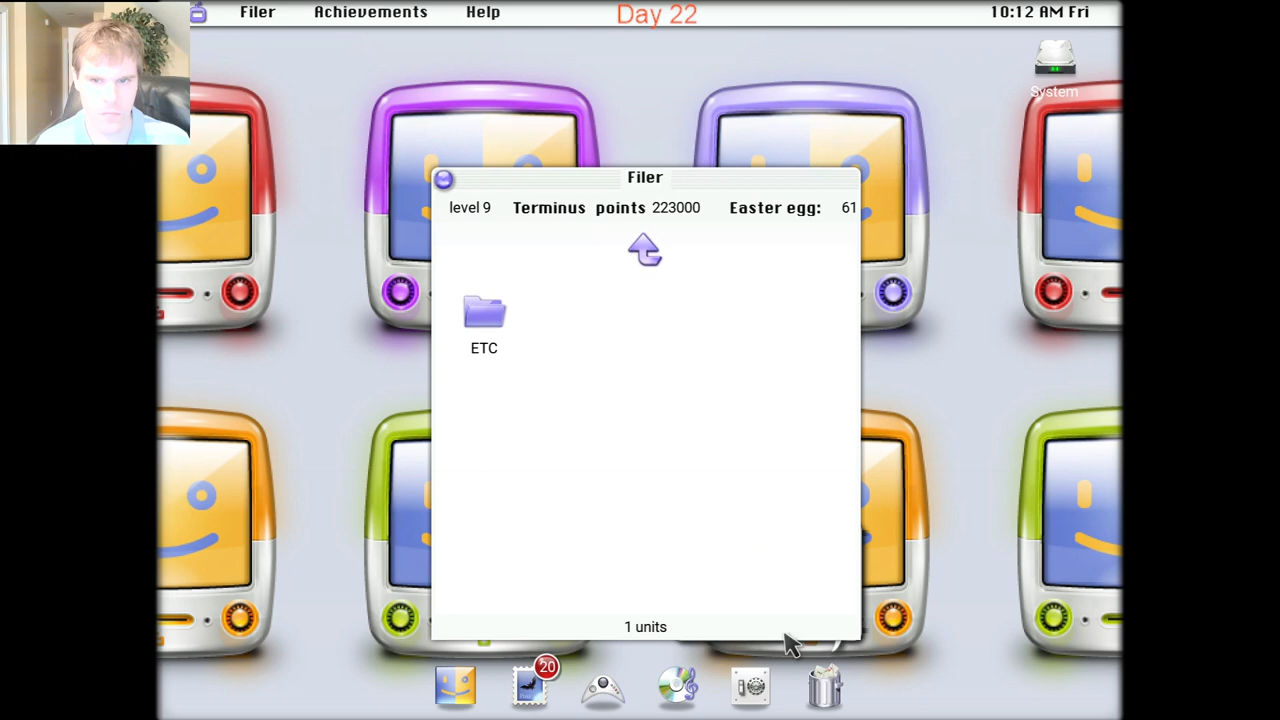 Filer Achievements Help Day 22 10:12 AM Fri
System
Filer
level 9 Terminus points 223000 Easter egg: 61
ETC
1 units
20